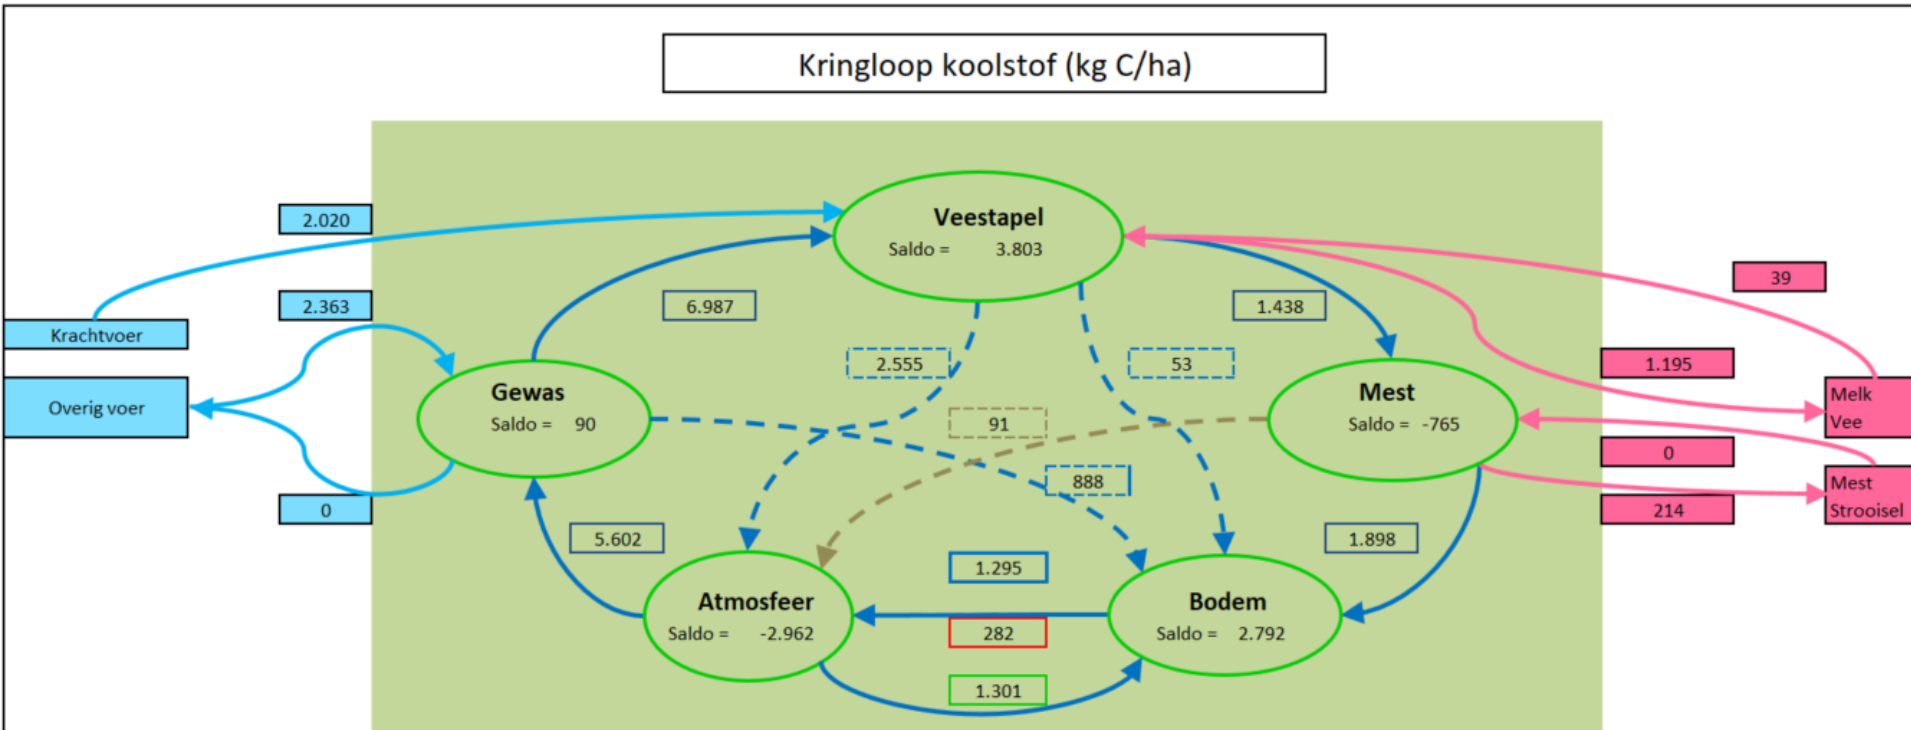 Kringloop koolstof (kg C/ha)
2.020
Veestapel
Saldo = 3.803
2.363
6.987
1.438
39
Krachtvoer
2.555
53
1.195
Overig voer
Gewas
Saldo = 90
91
Mest
Saldo = -765
Melk
Vee
0
888
0
Mest
Strooisel
214
5.602
1.898
1.295
Atmosfeer
Saldo = -2.962
282
Bodem
Saldo = 2.792
1.301